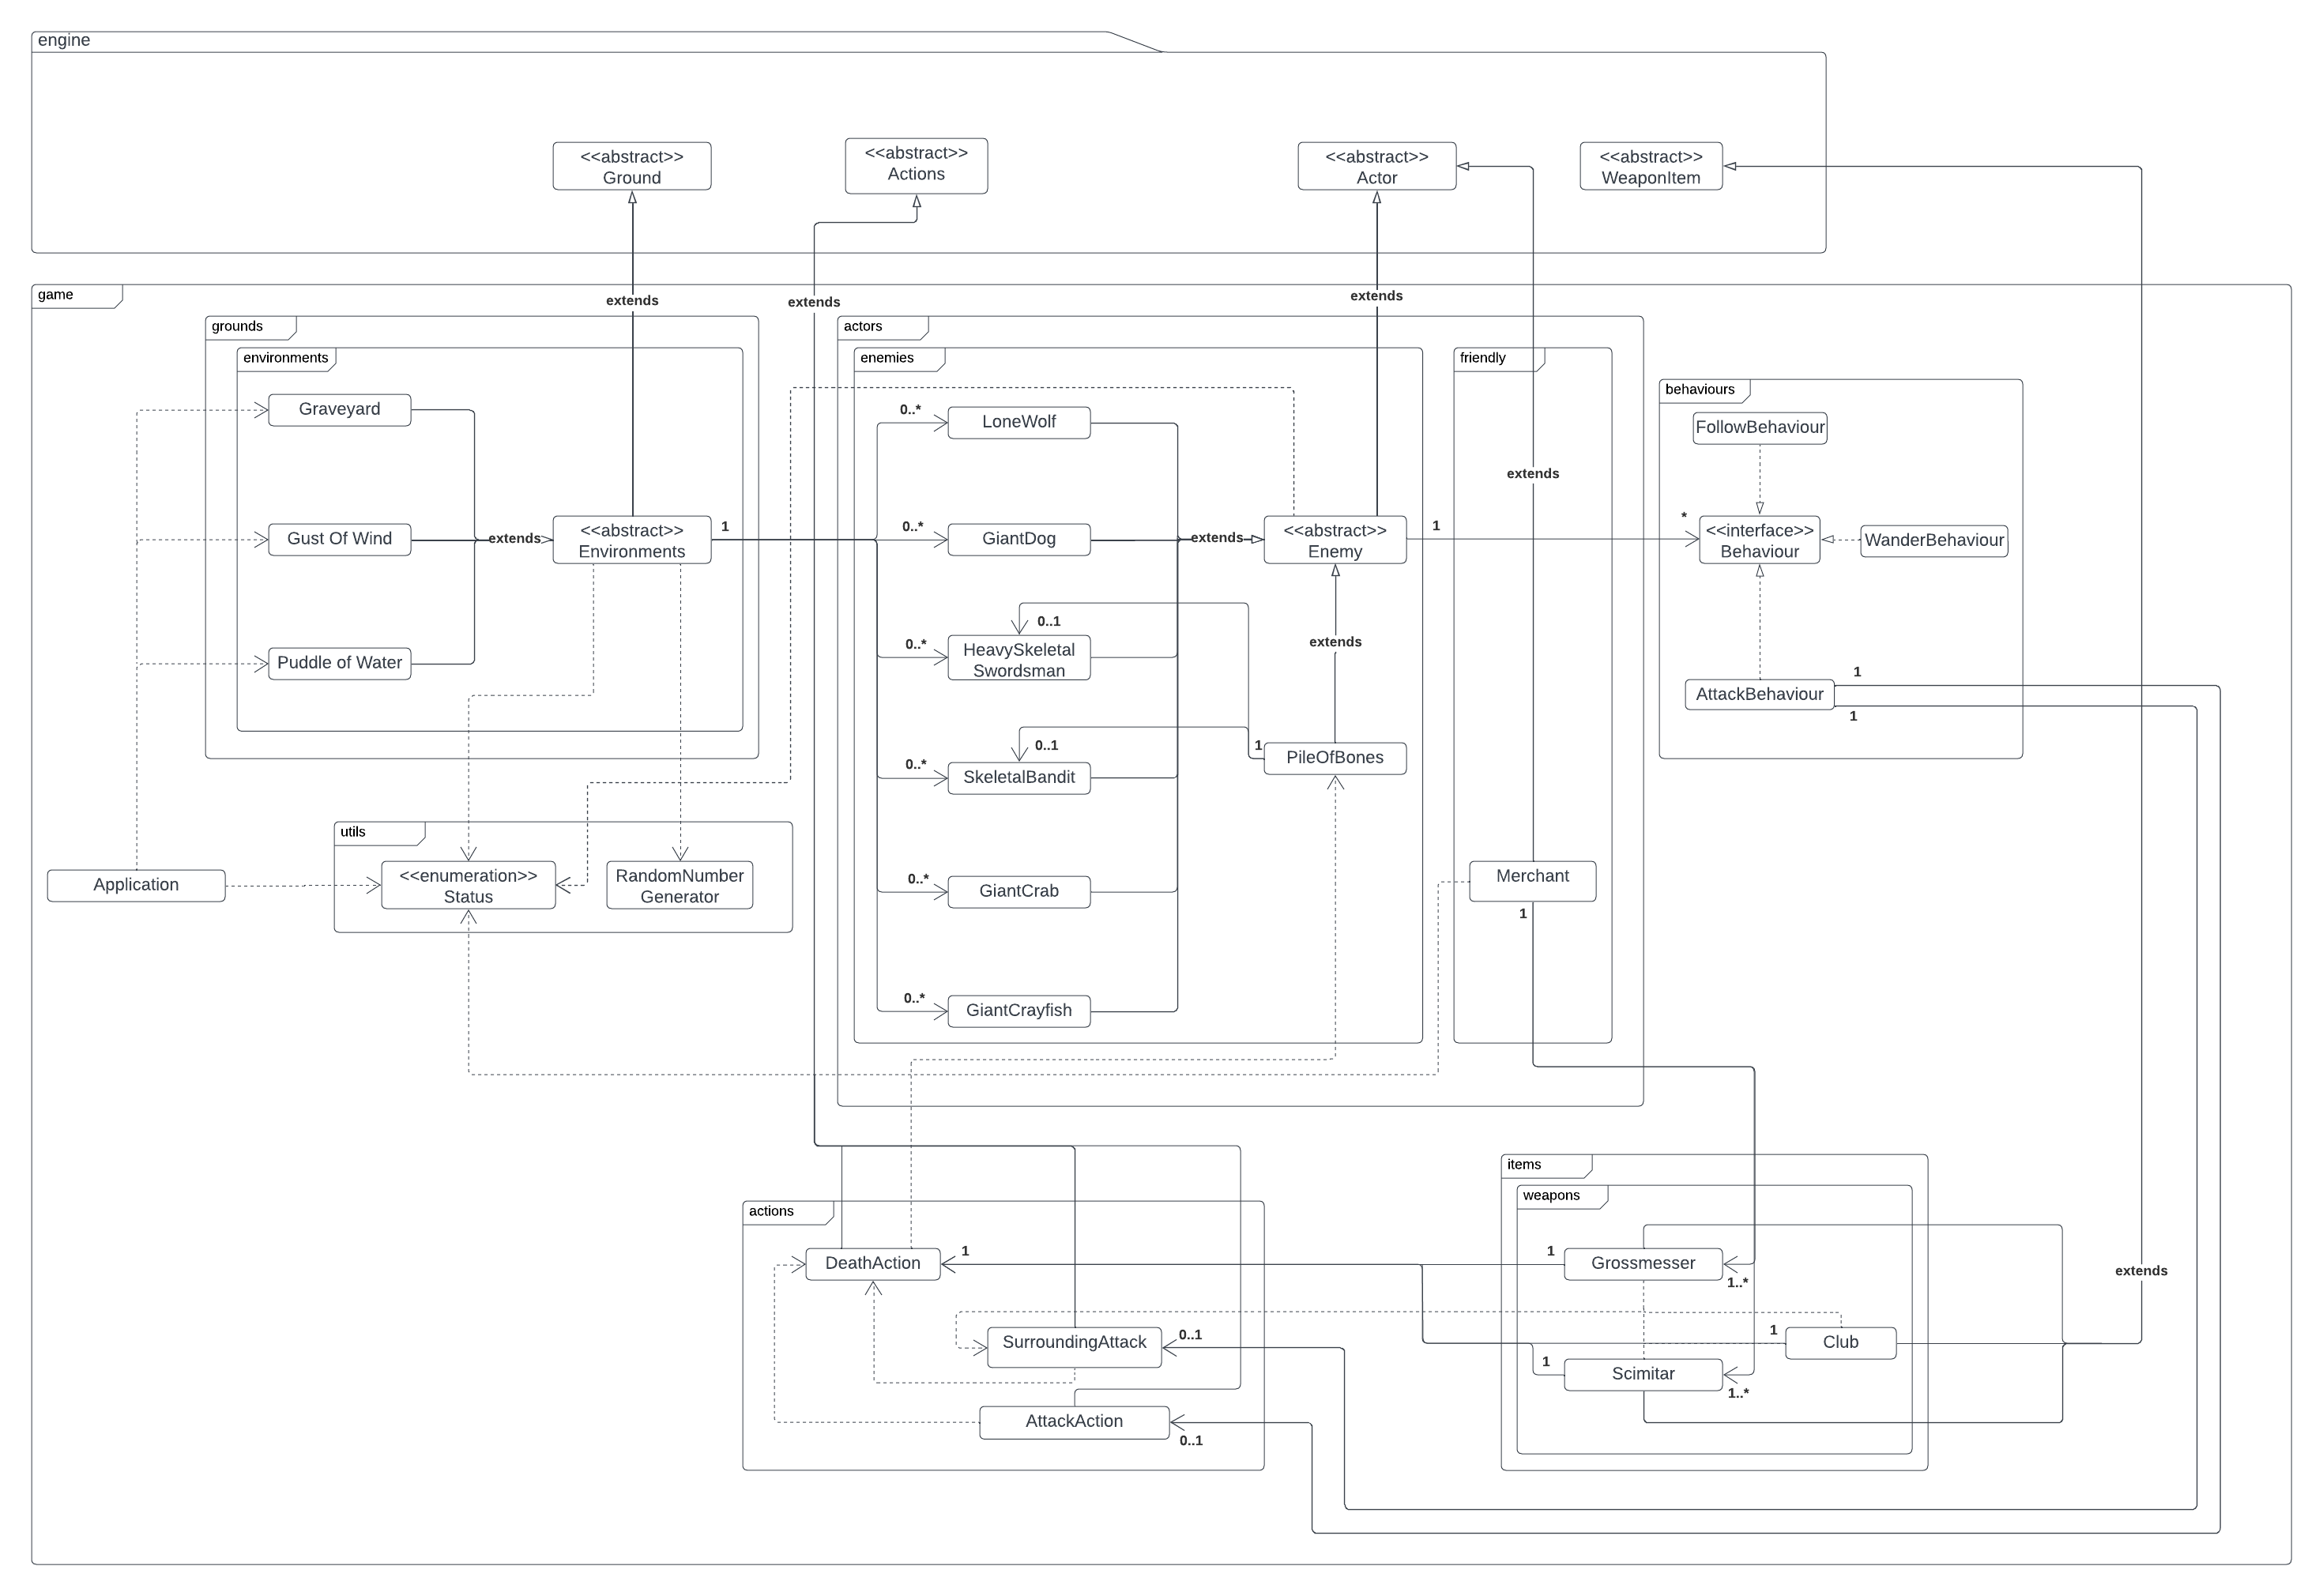 engine
<<abstract>>
Ground
<<abstract>>
Actions
<<abstract>>
Actor
<<abstract>>
WeaponItem
game
extends
extends
extends
grounds
actors
environments
enemies
friendly
behaviours
Graveyard
0..*
LoneWolf
FollowBehaviour
extends
Gust Of Wind
extends
<<abstract>>
Environments
1
0..*
GiantDog
extends
<<abstract>>
Enemy
1
*
<<interface>>
Behaviour
WanderBehaviour
0..1
extends
Puddle of Water
0..*
HeavySkeletal
Swordsman
1
AttackBehaviour
1
0..1
1
PileOfBones
0..*
SkeletalBandit
utils
Application
<<enumeration>>
Status
RandomNumber
Generator
0..*
GiantCrab
Merchant
1
0..*
GiantCrayfish
items
weapons
actions
DeathAction
1
1
Grossmesser
1..*
extends
SurroundingAttack
0..1
1
Club
1
Scimitar
1..*
AttackAction
0..1